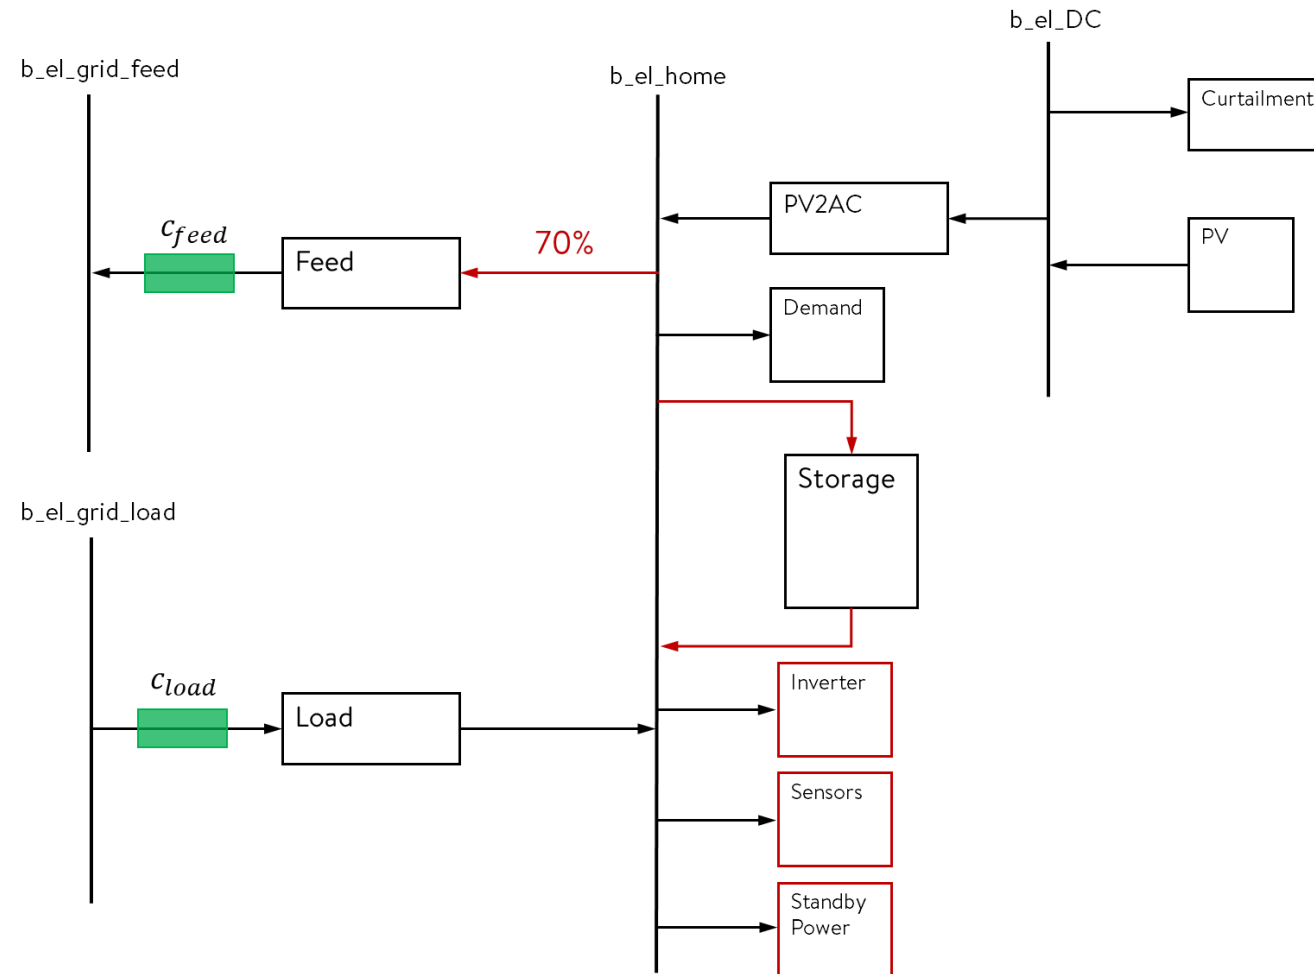 b_el_DC
b_el_grid_feed
b_el_home
Curtailment
PV2AC
PV
c_feed
70%
Feed
Demand
Storage
b_el_grid_load
c_load
Load
Inverter
Sensors
Standby
Power